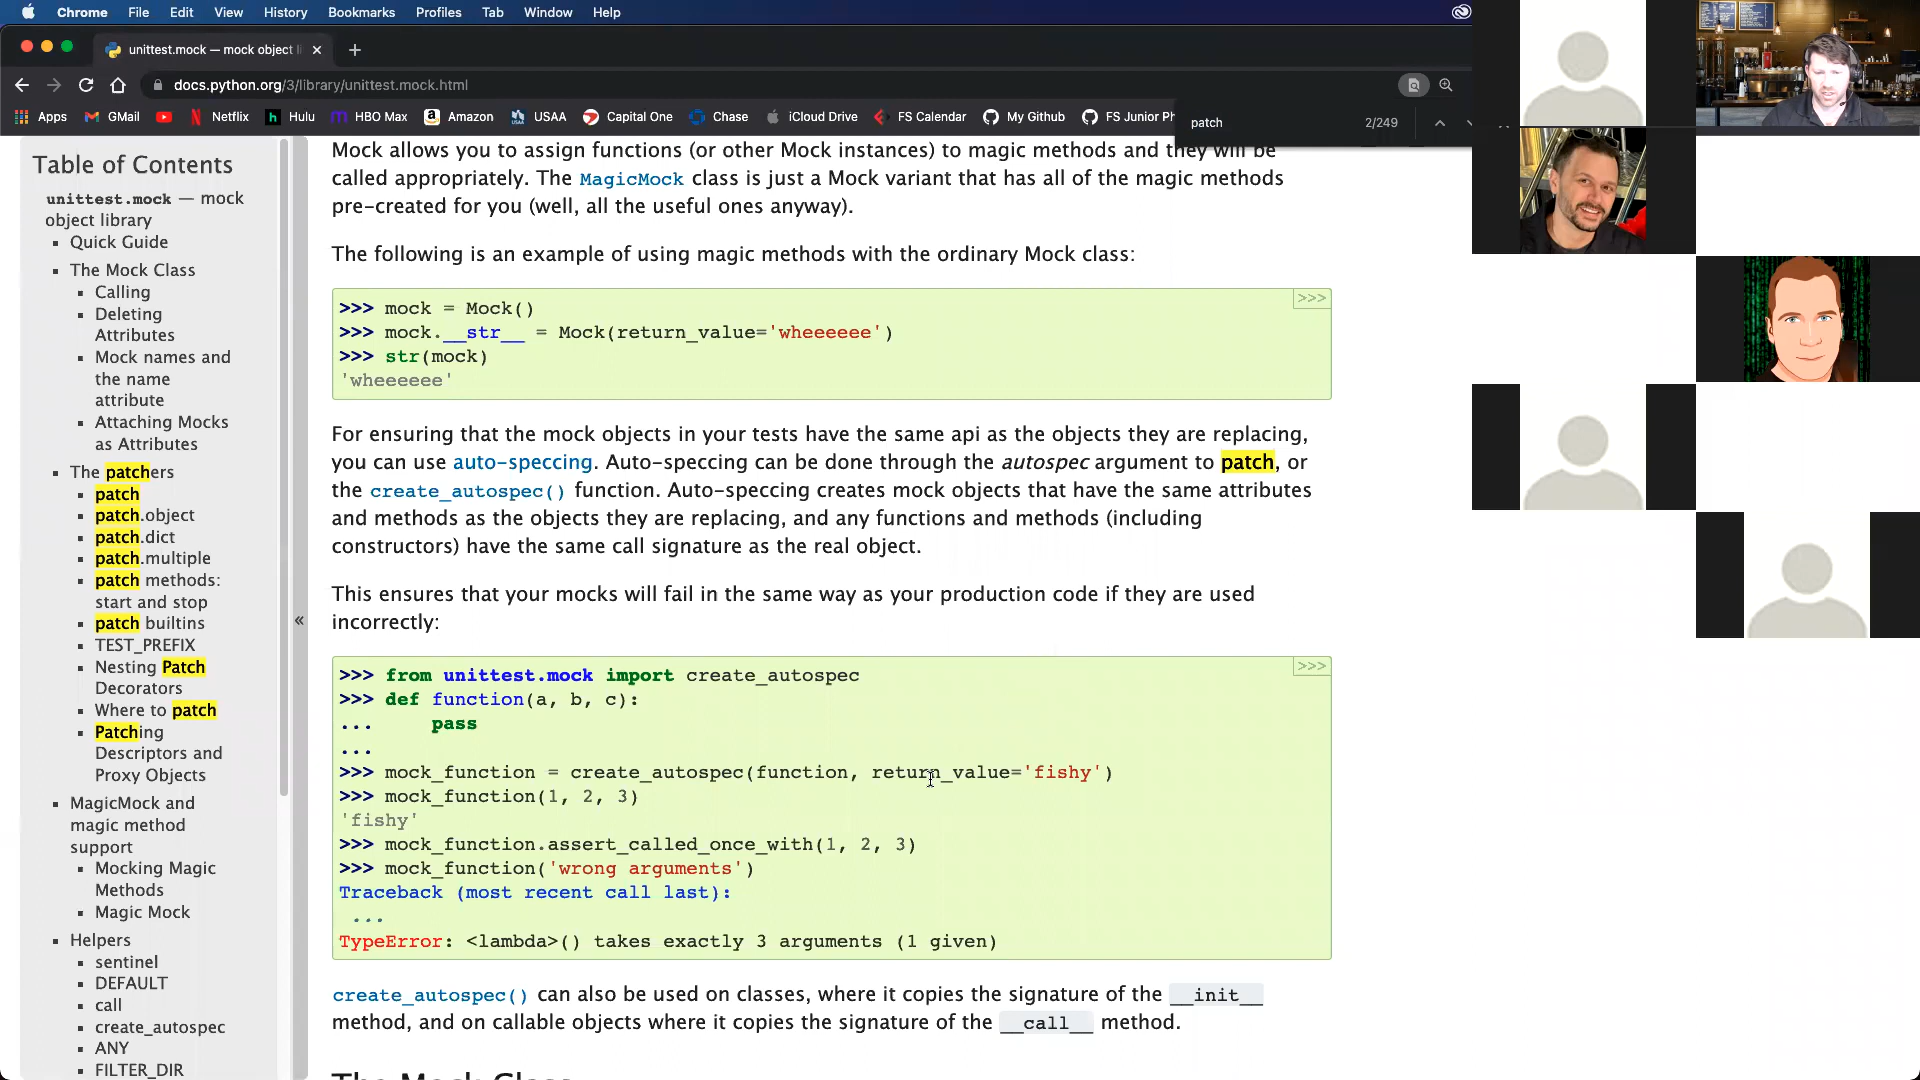 Chrome File Edit View History Bookmarks Profiles Tab Window Help
unittest.mock — mock object li
docs.python.org/3/library/unittest.mock.html
Apps GMail Netflix Hulu HBO Max Amazon USAA Capital One Chase iCloud Drive FS Calendar My Github FS Junior Ph
patch 2/249
Table of Contents
unittest.mock — mock
object library
Quick Guide
The Mock Class
Calling
Deleting
Attributes
Mock names and
the name
attribute
Attaching Mocks
as Attributes
The patchers
patch
patch.object
patch.dict
patch.multiple
patch methods:
start and stop
patch builtins
TEST_PREFIX
Nesting Patch
Decorators
Where to patch
Patching
Descriptors and
Proxy Objects
MagicMock and
magic method
support
Mocking Magic
Methods
Magic Mock
Helpers
sentinel
DEFAULT
call
create_autospec
ANY
FILTER_DIR
«
Mock allows you to assign functions (or other Mock instances) to magic methods and they will be
called appropriately. The MagicMock class is just a Mock variant that has all of the magic methods
pre-created for you (well, all the useful ones anyway).
The following is an example of using magic methods with the ordinary Mock class:
>>>
>>> mock = Mock()
>>> mock.__str__ = Mock(return_value='wheeeeee')
>>> str(mock)
'wheeeeee'
For ensuring that the mock objects in your tests have the same api as the objects they are replacing,
you can use auto-speccing. Auto-speccing can be done through the autospec argument to patch, or
the create_autospec() function. Auto-speccing creates mock objects that have the same attributes
and methods as the objects they are replacing, and any functions and methods (including
constructors) have the same call signature as the real object.
This ensures that your mocks will fail in the same way as your production code if they are used
incorrectly:
>>>
>>> from unittest.mock import create_autospec
>>> def function(a, b, c):
... pass
...
>>> mock_function = create_autospec(function, return_value='fishy')
>>> mock_function(1, 2, 3)
'fishy'
>>> mock_function.assert_called_once_with(1, 2, 3)
>>> mock_function('wrong arguments')
Traceback (most recent call last):
...
TypeError: <lambda>() takes exactly 3 arguments (1 given)
create_autospec() can also be used on classes, where it copies the signature of the __init__
method, and on callable objects where it copies the signature of the __call__ method.
The Mock Class